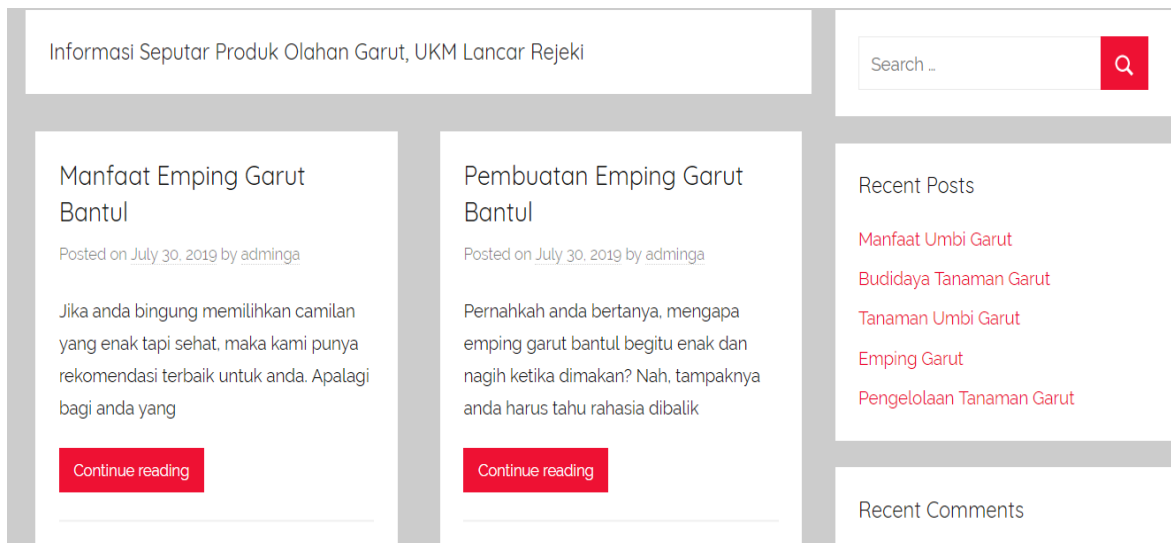 Informasi Seputar Produk Olahan Garut, UKM Lancar Rejeki
Manfaat Emping Garut
Bantul
Posted on July 30, 2019 by adminga
Jika anda bingung memilihkan camilan
yang enak tapi sehat, maka kami punya
rekomendasi terbaik untuk anda. Apalagi
bagi anda yang
Continue reading
Pembuatan Emping Garut
Bantul
Posted on July 30, 2019 by adminga
Pernahkah anda bertanya, mengapa
emping garut bantul begitu enak dan
nagih ketika dimakan? Nah, tampaknya
anda harus tahu rahasia dibalik
Continue reading
Search ...
Recent Posts
Manfaat Umbi Garut
Budidaya Tanaman Garut
Tanaman Umbi Garut
Emping Garut
Pengelolaan Tanaman Garut
Recent Comments